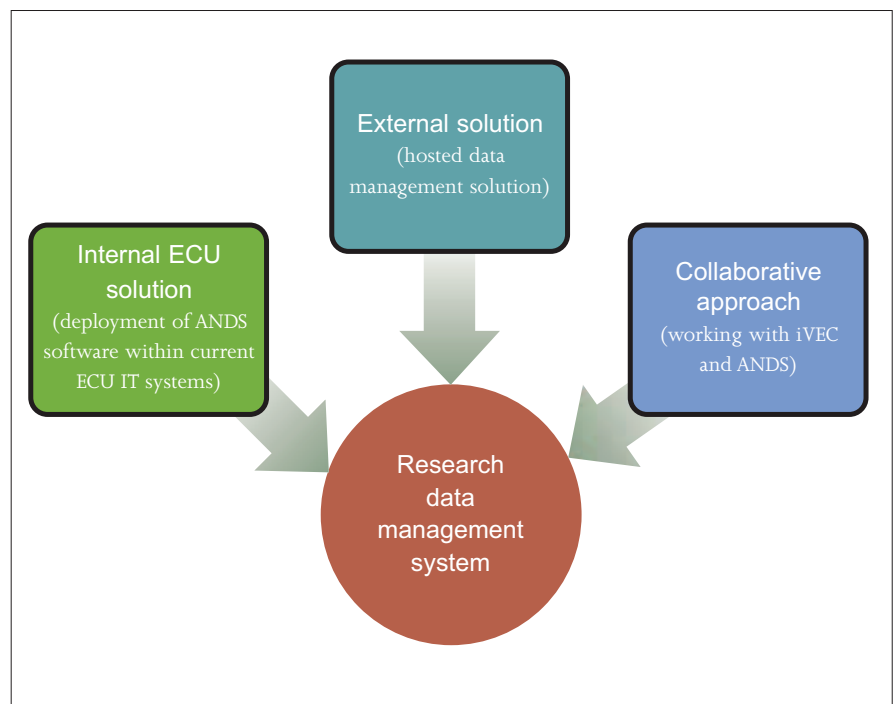 External solution
(hosted data
management solution)
Internal ECU
solution
(deployment of ANDS
software within current
ECU IT systems)
Collaborative
approach
(working with iVEC
and ANDS)
Research
data
management
system